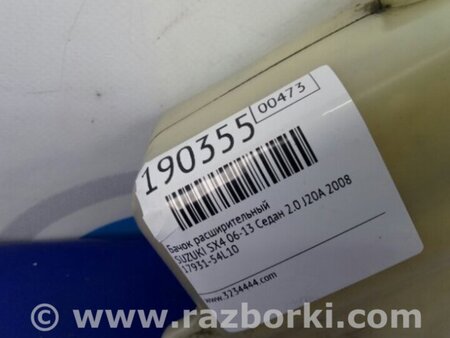 190355
00473
Бачок расширительный
SUZUKI SX4 06-13 Седан 2.0 J20A 2008
17931-54L10
www.3234444.com
www.razborki.com